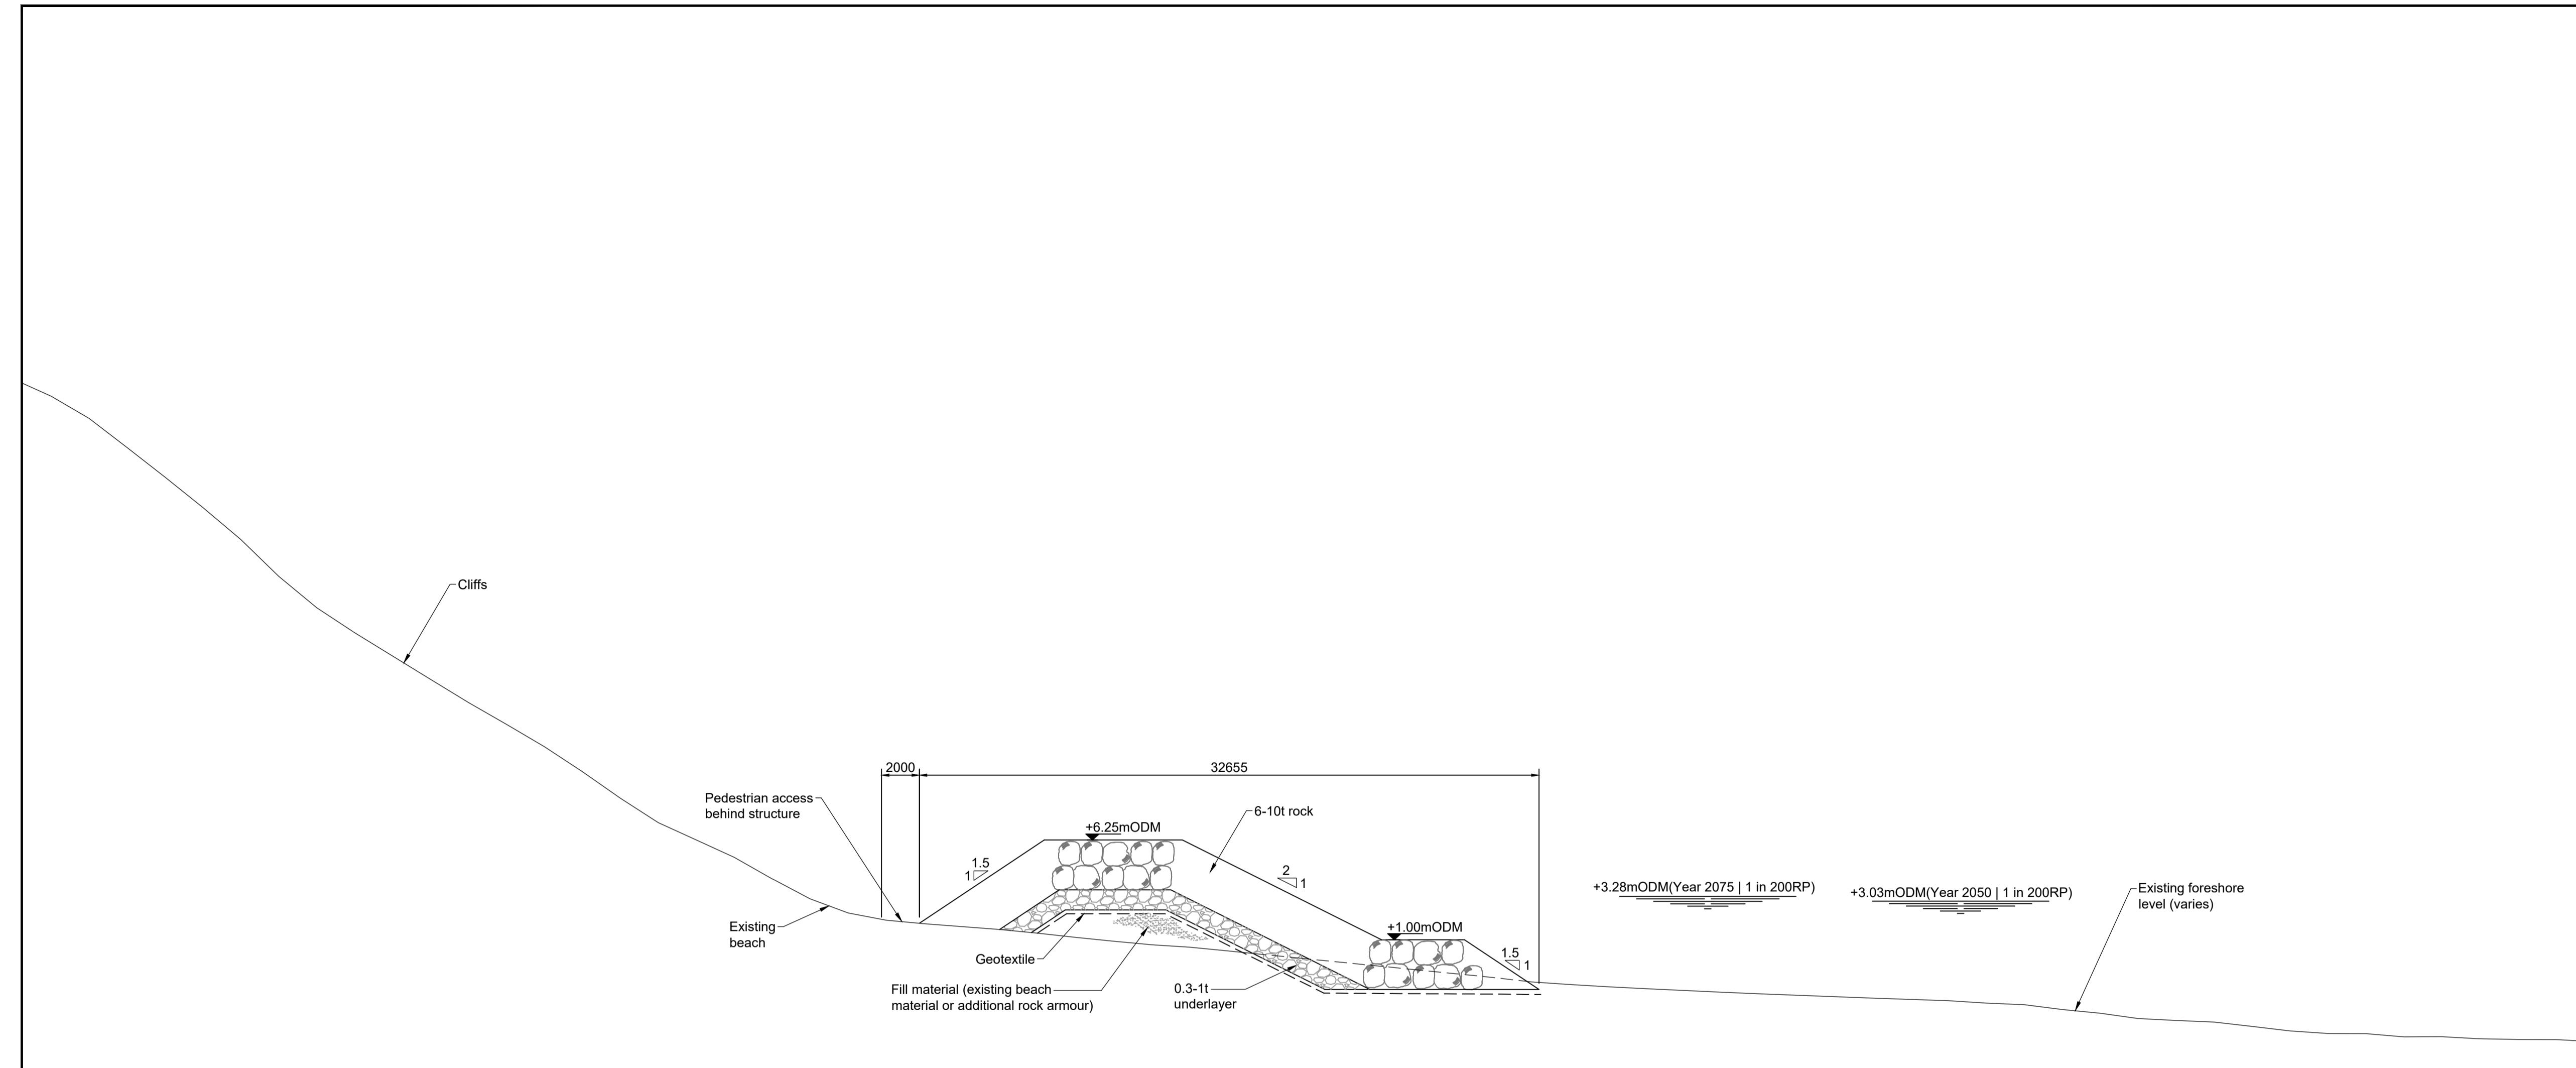 Cliffs
2000
32655
Pedestrian access
behind structure
6-10t rock
+6.25mODM
1.5
1
2
1
+3.28mODM(Year 2075 | 1 in 200RP)
+3.03mODM(Year 2050 | 1 in 200RP)
Existing foreshore
level (varies)
Existing
beach
+1.00mODM
1.5
1
Geotextile
Fill material (existing beach
material or additional rock armour)
0.3-1t
underlayer